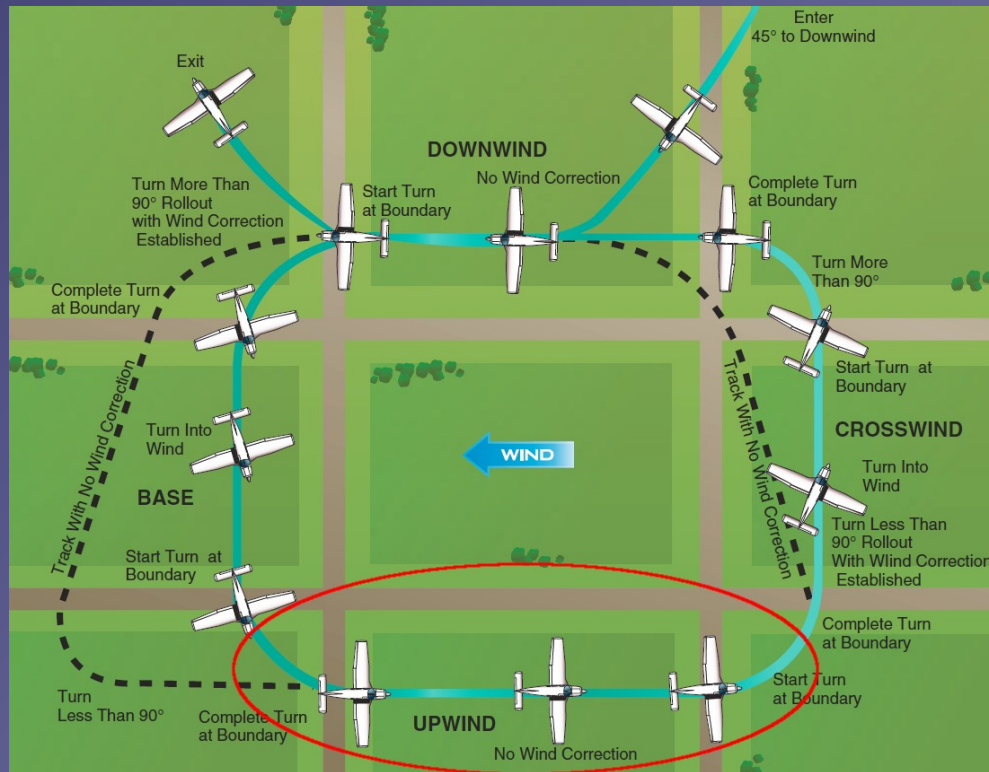 Enter
45° to Downwind
Exit
DOWNWIND
No Wind Correction
Start Turn
at Boundary
Complete Turn
at Boundary
Turn More Than
90° Rollout
with Wind Correction
Established
Turn More
Than 90°
Complete Turn
at Boundary
Start Turn at
Boundary
Track With No Wind Correction
Track With No Wind Correction
Turn Into
Wind
WIND
CROSSWIND
Turn Into
Wind
BASE
Turn Less Than
90° Rollout
With WIind Correction
Established
Start Turn at
Boundary
Complete Turn
at Boundary
Start Turn
at Boundary
Turn
Less Than 90°
Complete Turn
at Boundary
UPWIND
No Wind Correction